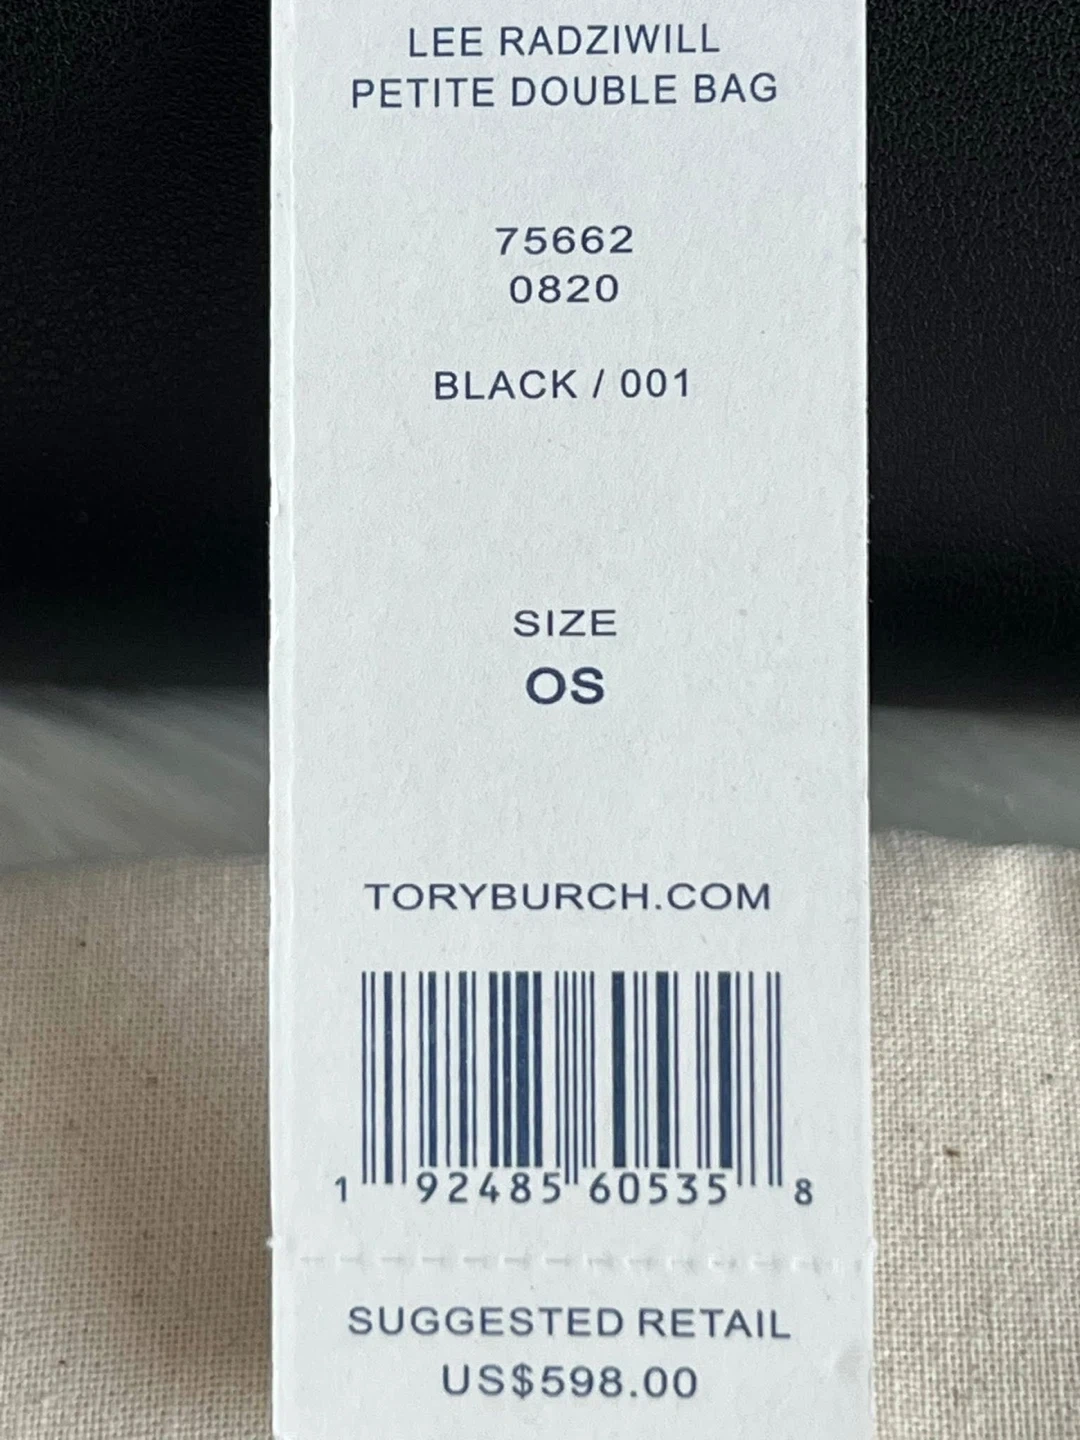 LEE RADZIWILL
PETITE DOUBLE BAG
75662
0820
BLACK / 001
SIZE
OS
TORYBURCH.COM
1 92485 60535 8
SUGGESTED RETAIL
US$598.00